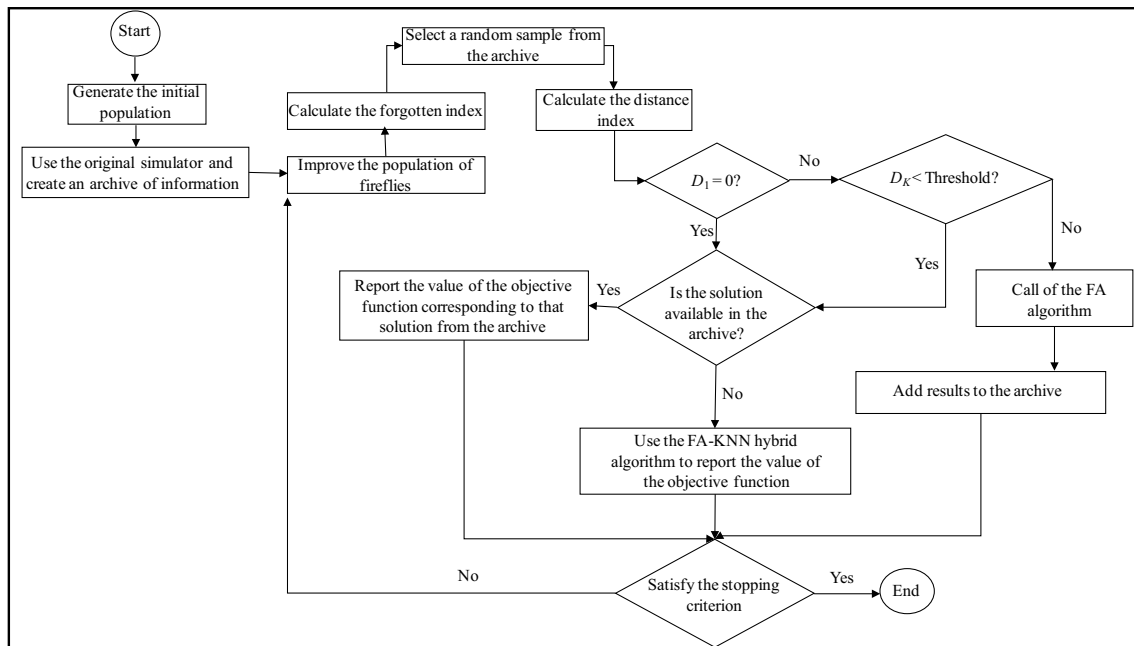 Start
Generate the initial
population
Use the original simulator and
create an archive of information
Improve the population of
fireflies
Calculate the forgotten index
Select a random sample from
the archive
Calculate the distance
index
D1 = 0?
No
Yes
DK < Threshold?
No
Yes
Call of the FA
algorithm
Add results to the archive
Is the solution
available in the
archive?
Yes
Report the value of the objective
function corresponding to that
solution from the archive
No
Use the FA-KNN hybrid
algorithm to report the value of
the objective function
Satisfy the stopping
criterion
No
Yes
End